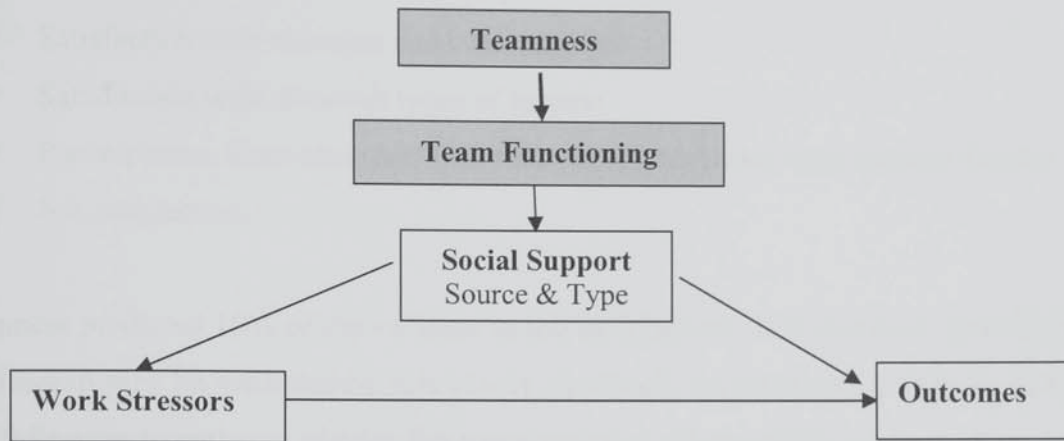 Teamness
Team Functioning
Social Support
Source & Type
Work Stressors
Outcomes